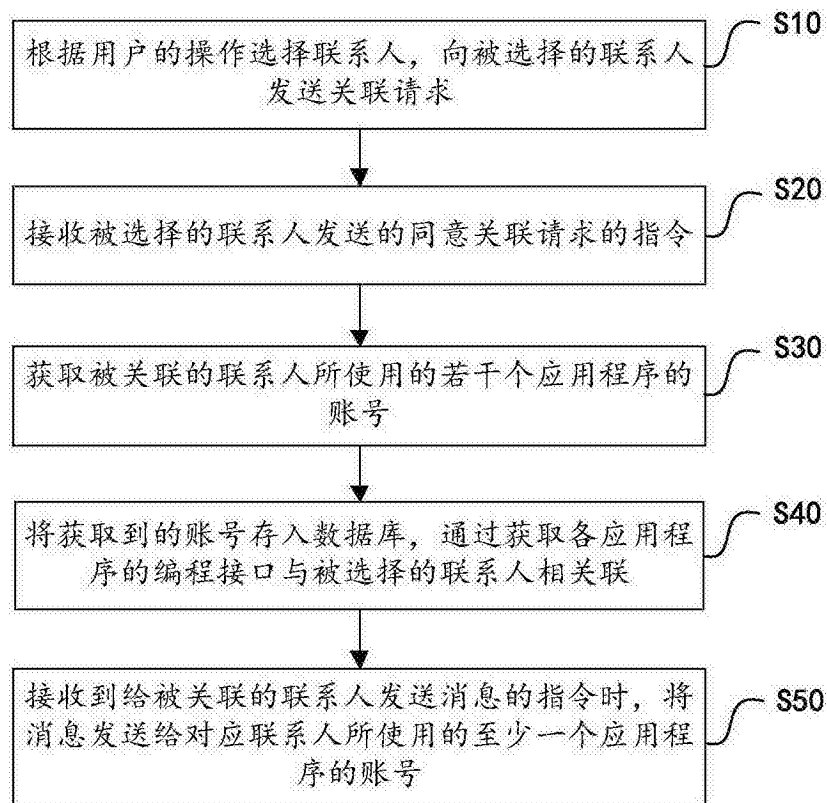 根据用户的操作选择联系人，向被选择的联系人
发送关联请求
S10
接收被选择的联系人发送的同意关联请求的指令
S20
获取被关联的联系人所使用的若干个应用程序的
账号
S30
将获取到的账号存入数据库，通过获取各应用程
序的编程接口与被选择的联系人相关联
S40
接收到给被关联的联系人发送消息的指令时，将
消息发送给对应联系人所使用的至少一个应用程
序的账号
S50